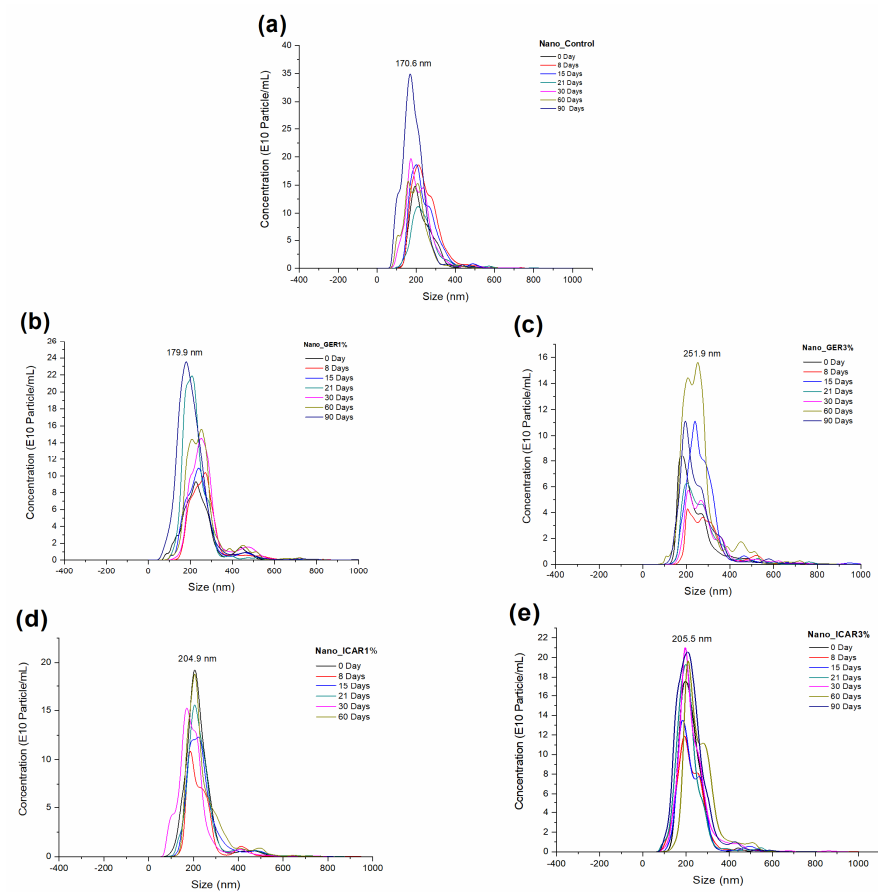 (a)
Nano_Control
0 Day
8 Days
15 Days
21 Days
30 Days
60 Days
90 Days
170.6 nm
40
35
30
25
20
15
10
5
0
Concentration (E10 Particle/mL)
-400 -200 0 200 400 600 800 1000
Size (nm)
(b)
Nano_GER1%
0 Day
8 Days
15 Days
21 Days
30 Days
60 Days
90 Days
179.9 nm
26
24
22
20
18
16
14
12
10
8
6
4
2
0
Concentration (E10 Particle/mL)
-400 -200 0 200 400 600 800 1000
Size (nm)
(c)
Nano_GER3%
0 Day
8 Days
15 Days
21 Days
30 Days
60 Days
90 Days
251.9 nm
16
14
12
10
8
6
4
2
0
Concentration (E10 Particle/mL)
-400 -200 0 200 400 600 800 1000
Size (nm)
(d)
Nano_ICAR1%
0 Day
8 Days
15 Days
21 Days
30 Days
60 Days
204.9 nm
20
15
10
5
0
Concentration (E10 Particle/mL)
-400 -200 0 200 400 600 800 1000
Size (nm)
(e)
Nano_ICAR3%
0 Day
8 Days
15 Days
21 Days
30 Days
60 Days
90 Days
205.5 nm
22
20
18
16
14
12
10
8
6
4
2
0
Concentration (E10 Particle/mL)
-400 -200 0 200 400 600 800
Size (nm)